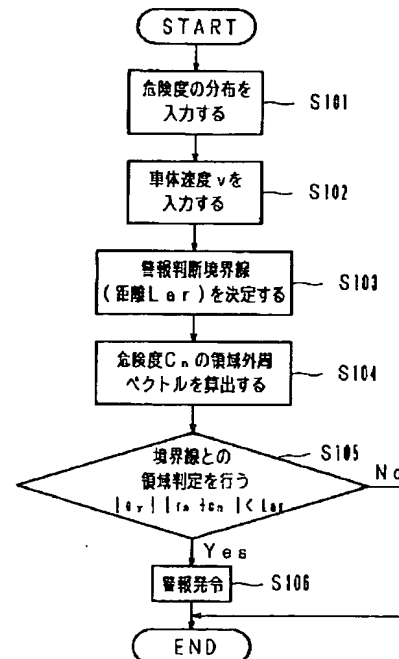 START
危険度の分布を
入力する
S101
車体速度vを
入力する
S102
警報判断境界線
(距離Lar)を決定する
S103
危険度Cnの領域外周
ベクトルを算出する
S104
境界線との
領域判定を行う
S105
No
Yes
警報発令
S106
END